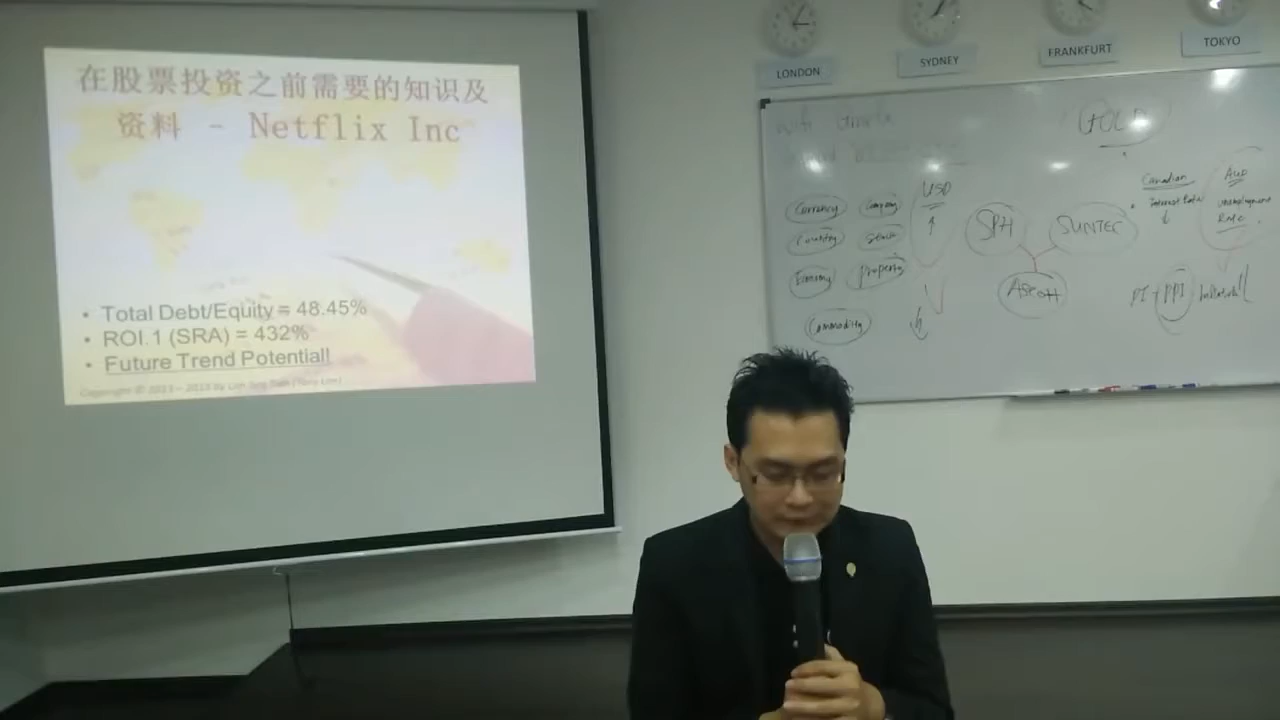 在股票投资之前需要的知识及
资料 - Netflix Inc
• Total Debt/Equity = 48.45%
• ROI.1 (SRA) = 432%
• Future Trend Potential!
LONDON
SYDNEY
FRANKFURT
TOKYO
GOLD
Currency
Company
USD
Country
Economy
Property
Commodity
SPH
SUNTEC
Ascott
Canadian
Interest Rate
AUD
unemployment
Rate
PPI